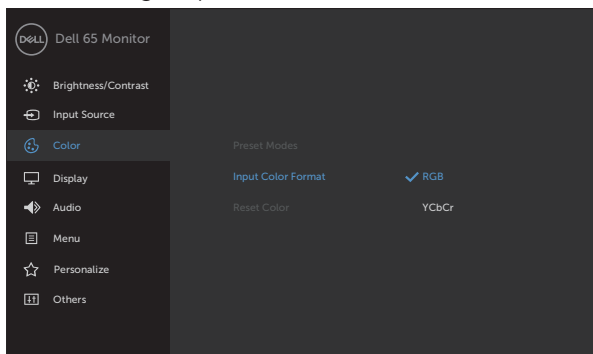 DELL Dell 65 Monitor
Brightness/Contrast
Input Source
Color
Preset Modes
Display
Input Color Format
RGB
Audio
Reset Color
YCbCr
Menu
Personalize
Others